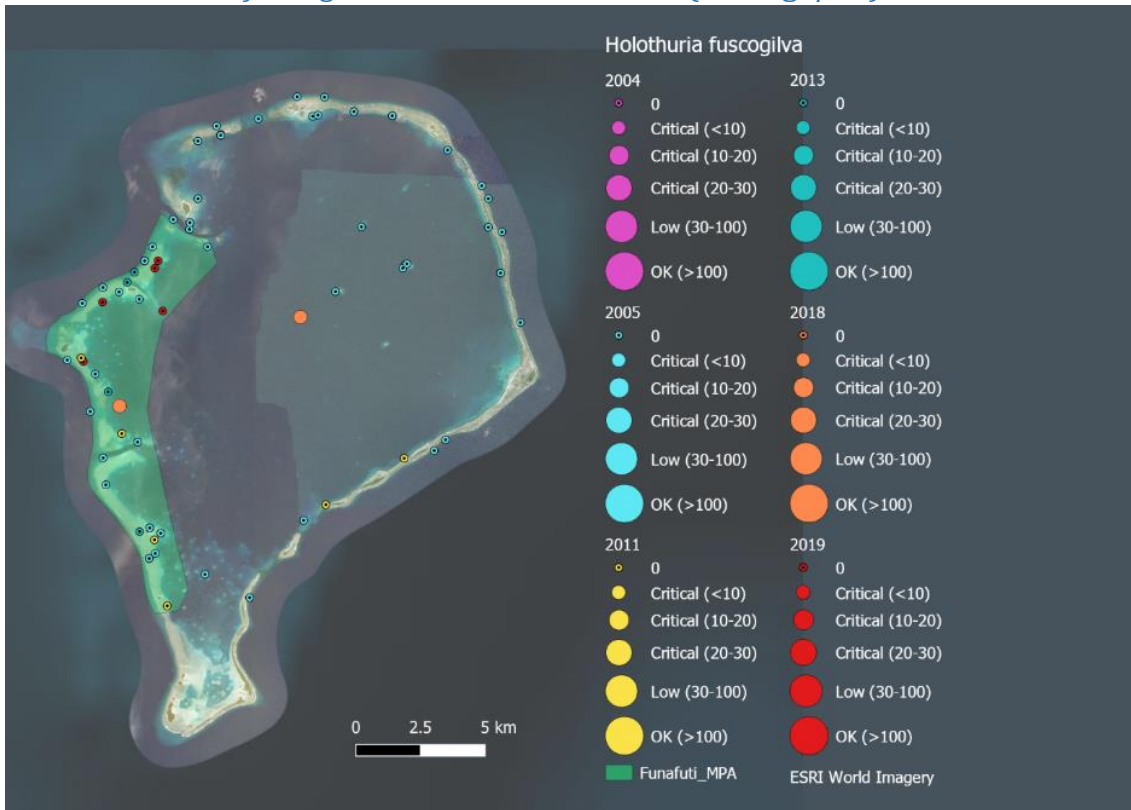 Holothuria fuscogilva
2004
0
Critical (<10)
Critical (10-20)
Critical (20-30)
Low (30-100)
OK (>100)
2005
0
Critical (<10)
Critical (10-20)
Critical (20-30)
Low (30-100)
OK (>100)
2011
0
Critical (<10)
Critical (10-20)
Critical (20-30)
Low (30-100)
OK (>100)
Funafuti_MPA
2013
0
Critical (<10)
Critical (10-20)
Critical (20-30)
Low (30-100)
OK (>100)
2018
0
Critical (<10)
Critical (10-20)
Critical (20-30)
Low (30-100)
OK (>100)
2019
0
Critical (<10)
Critical (10-20)
Critical (20-30)
Low (30-100)
OK (>100)
ESRI World Imagery
0 2.5 5 km